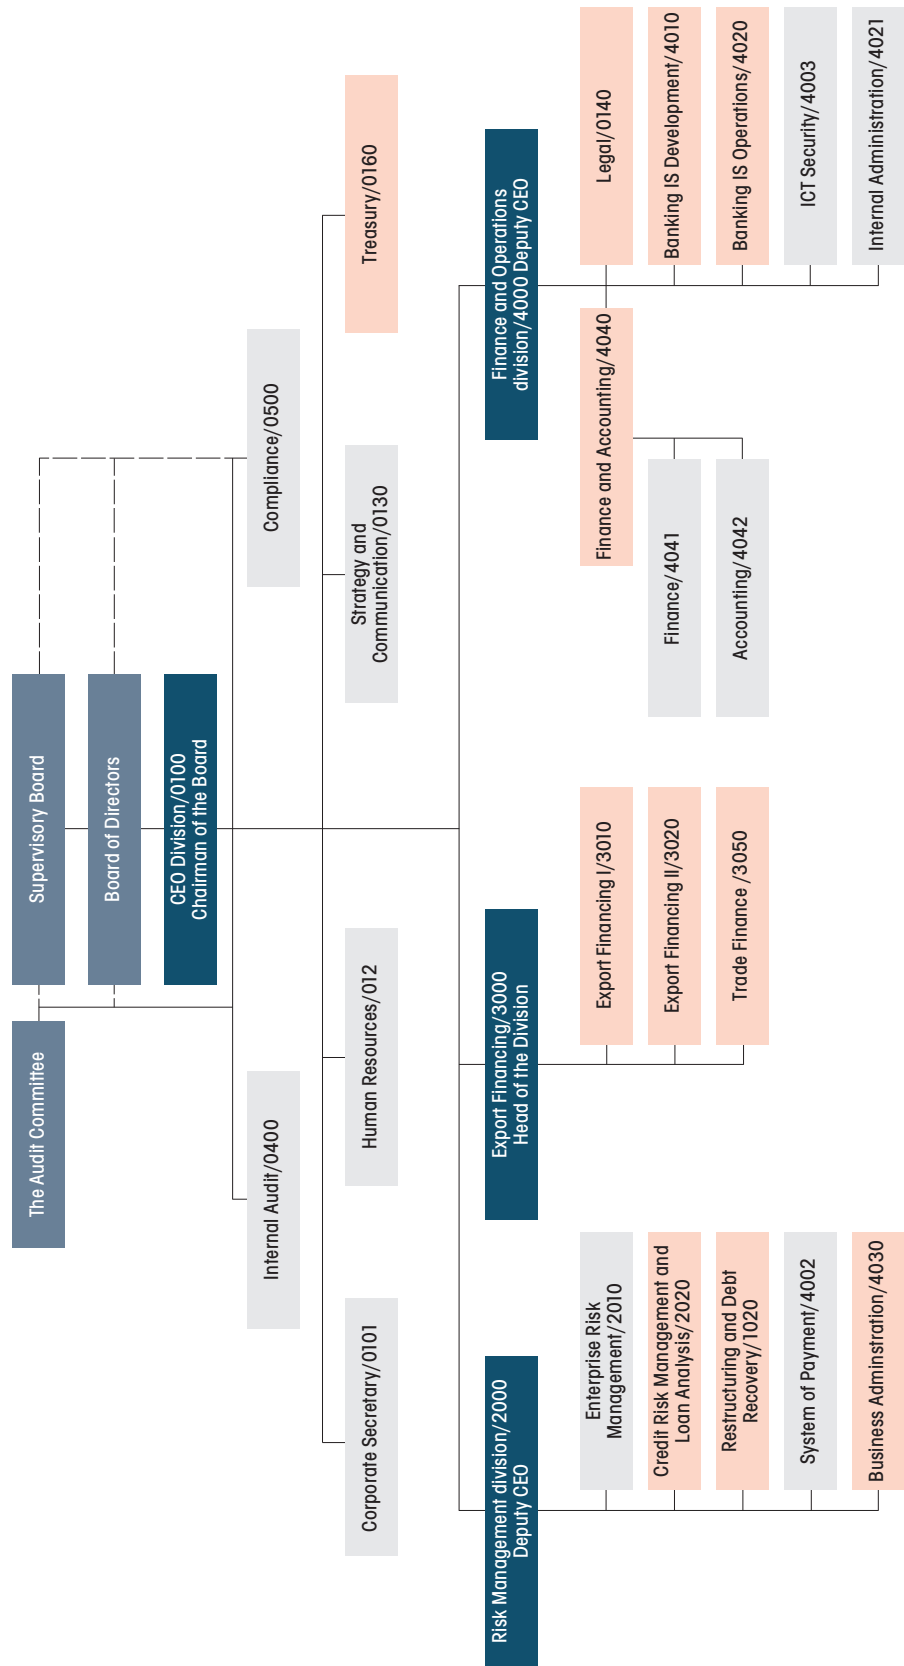 The Audit Committee
Supervisory Board
Board of Directors
CEO Division/0100
Chairman of the Board
Internal Audit/0400
Compliance/0500
Corporate Secretary/0101
Human Resources/012
Strategy and
Communication/0130
Treasury/0160
Risk Management division/2000
Deputy CEO
Export Financing/3000
Head of the Division
Finance and Operations
division/4000 Deputy CEO
Enterprise Risk
Management/2010
Credit Risk Management and
Loan Analysis/2020
Restructuring and Debt
Recovery/1020
System of Payment/4002
Business Adminstration/4030
Export Financing I/3010
Export Financing II/3020
Trade Finance /3050
Finance and Accounting/4040
Finance/4041
Accounting/4042
Legal/0140
Banking IS Development/4010
Banking IS Operations/4020
ICT Security/4003
Internal Administration/4021